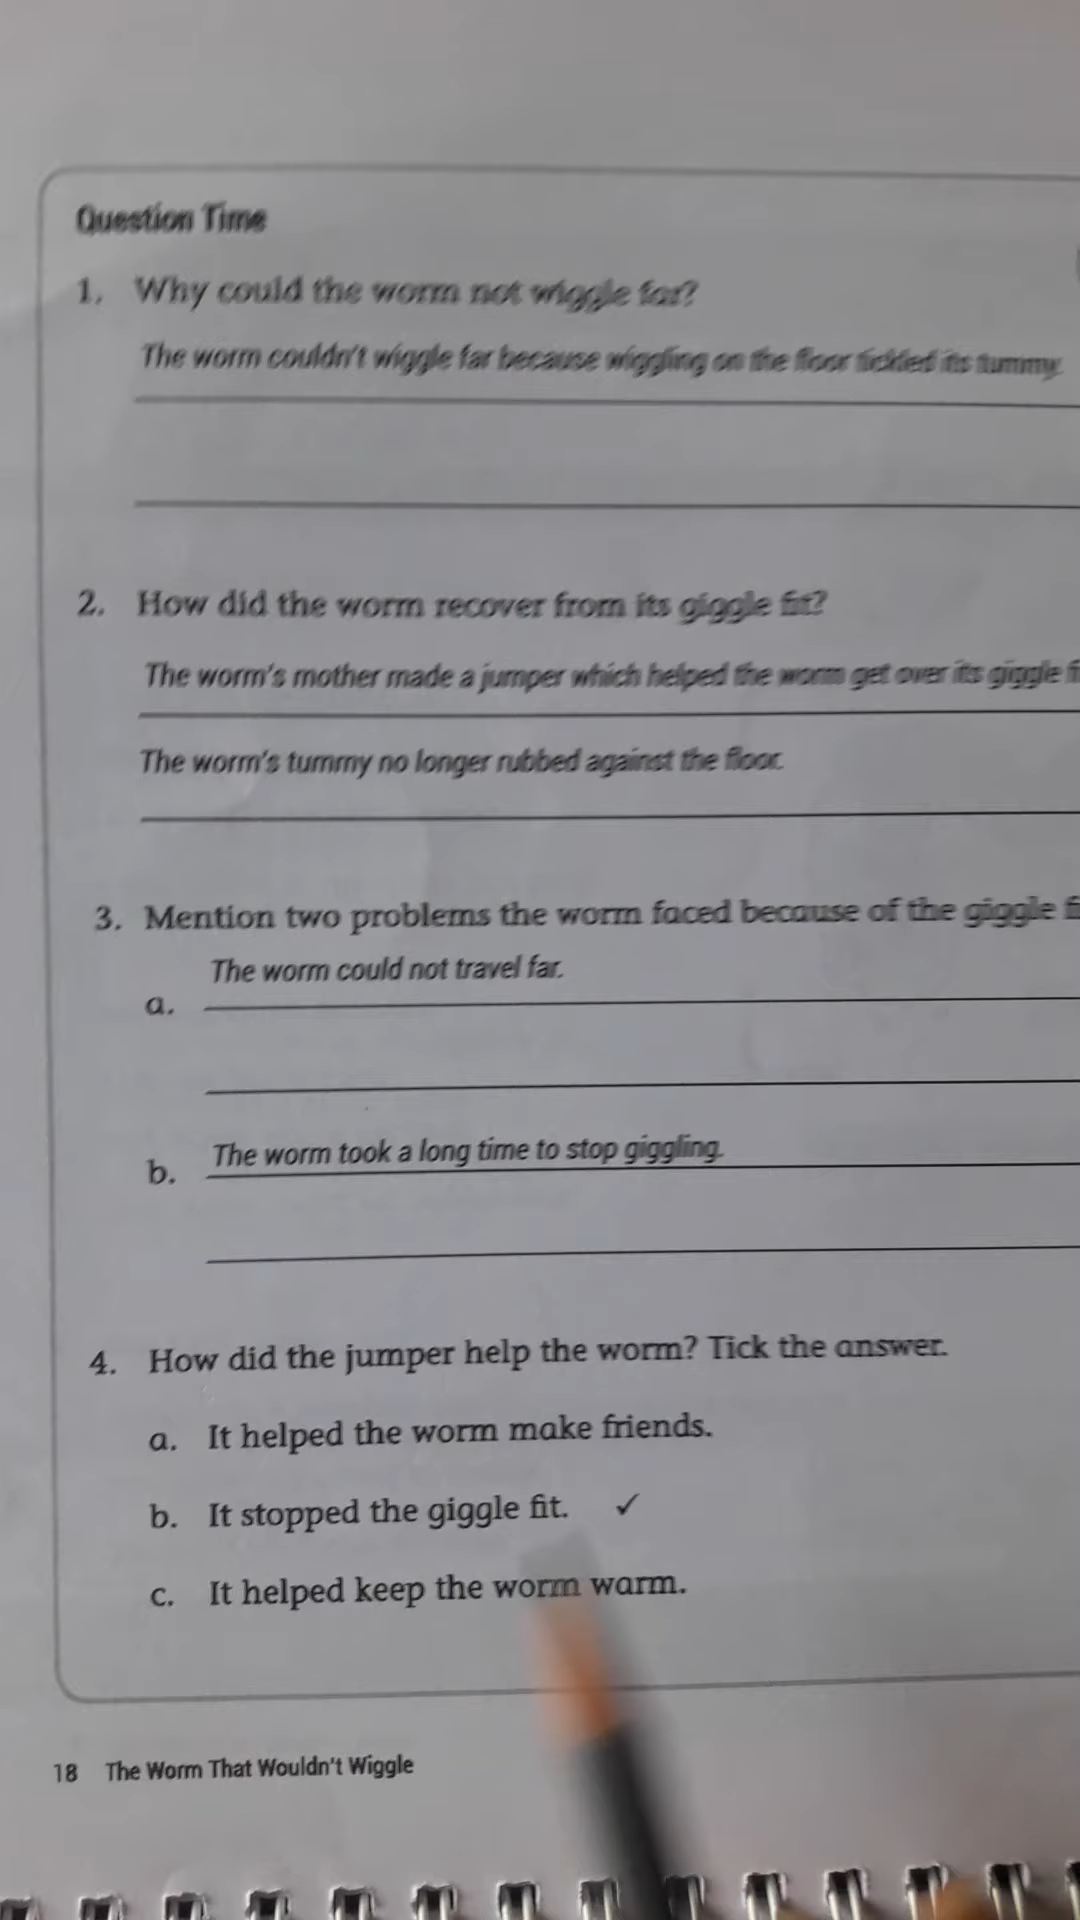 Question Time
1. Why could the worm not wiggle far?
The worm couldn't wiggle far because wiggling on the floor tickled its tummy.
2. How did the worm recover from its giggle fit?
The worm's mother made a jumper which helped the worm get over its giggle
The worm's tummy no longer rubbed against the floor.
3. Mention two problems the worm faced because of the giggle
The worm could not travel far.
a.
b. The worm took a long time to stop giggling.
4. How did the jumper help the worm? Tick the answer.
a. It helped the worm make friends.
b. It stopped the giggle fit. ✓
c. It helped keep the worm warm.
18 The Worm That Wouldn't Wiggle